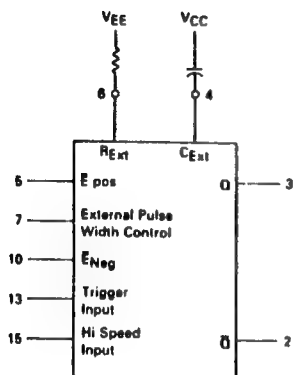 VEE VCC
6 4
RExt CExt
5 Ē pos Q 3
7 External Pulse
Width Control
10 ĒNeg
13 Trigger
Input
15 Hi Speed
Input Q̄ 2